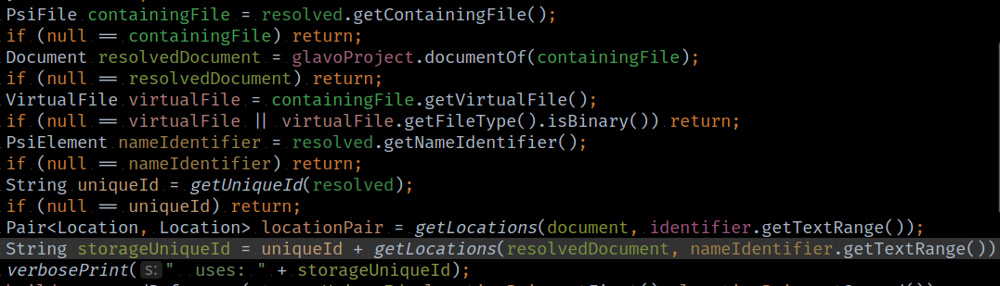 PsiFile containingFile = resolved.getContainingFile();
if (null == containingFile) return;
Document resolvedDocument = glavoProject.documentOf(containingFile);
if (null == resolvedDocument) return;
VirtualFile virtualFile = containingFile.getVirtualFile();
if (null == virtualFile || virtualFile.getFileType().isBinary()) return;
PsiElement nameIdentifier = resolved.getNameIdentifier();
if (null == nameIdentifier) return;
String uniqueId = getUniqueId(resolved);
if (null == uniqueId) return;
Pair<Location, Location> locationPair = getLocations(document, identifier.getTextRange());
String storageUniqueId = uniqueId + getLocations(resolvedDocument, nameIdentifier.getTextRange())
verbosePrint( s: "  uses: " + storageUniqueId);